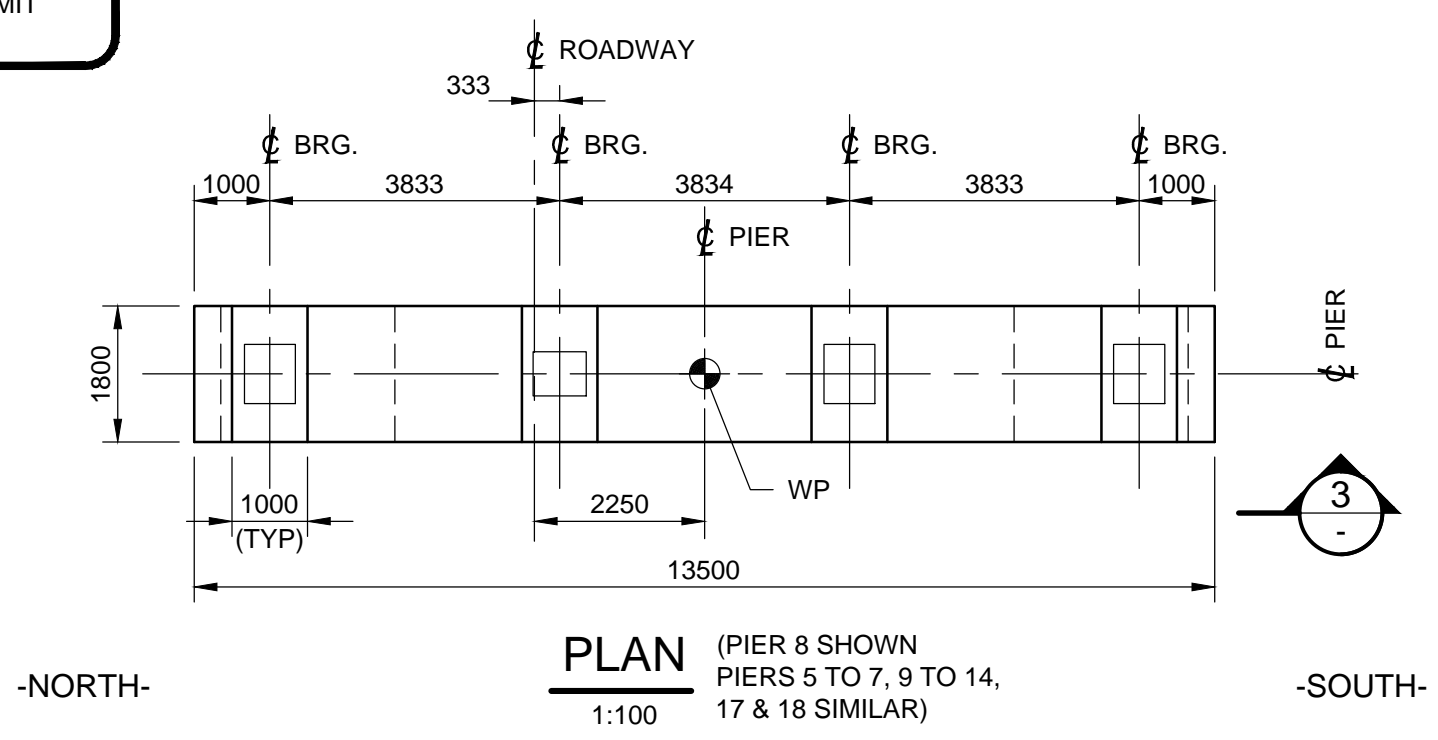 MIT
℄ ROADWAY
333
℄ BRG. ℄ BRG. ℄ BRG. ℄ BRG.
1000 3833 3834 3833 1000
℄ PIER
℄ PIER
1800
WP
1000 2250
(TYP)
3
-
13500
PLAN (PIER 8 SHOWN
PIERS 5 TO 7, 9 TO 14,
1:100 17 & 18 SIMILAR)
-NORTH- -SOUTH-